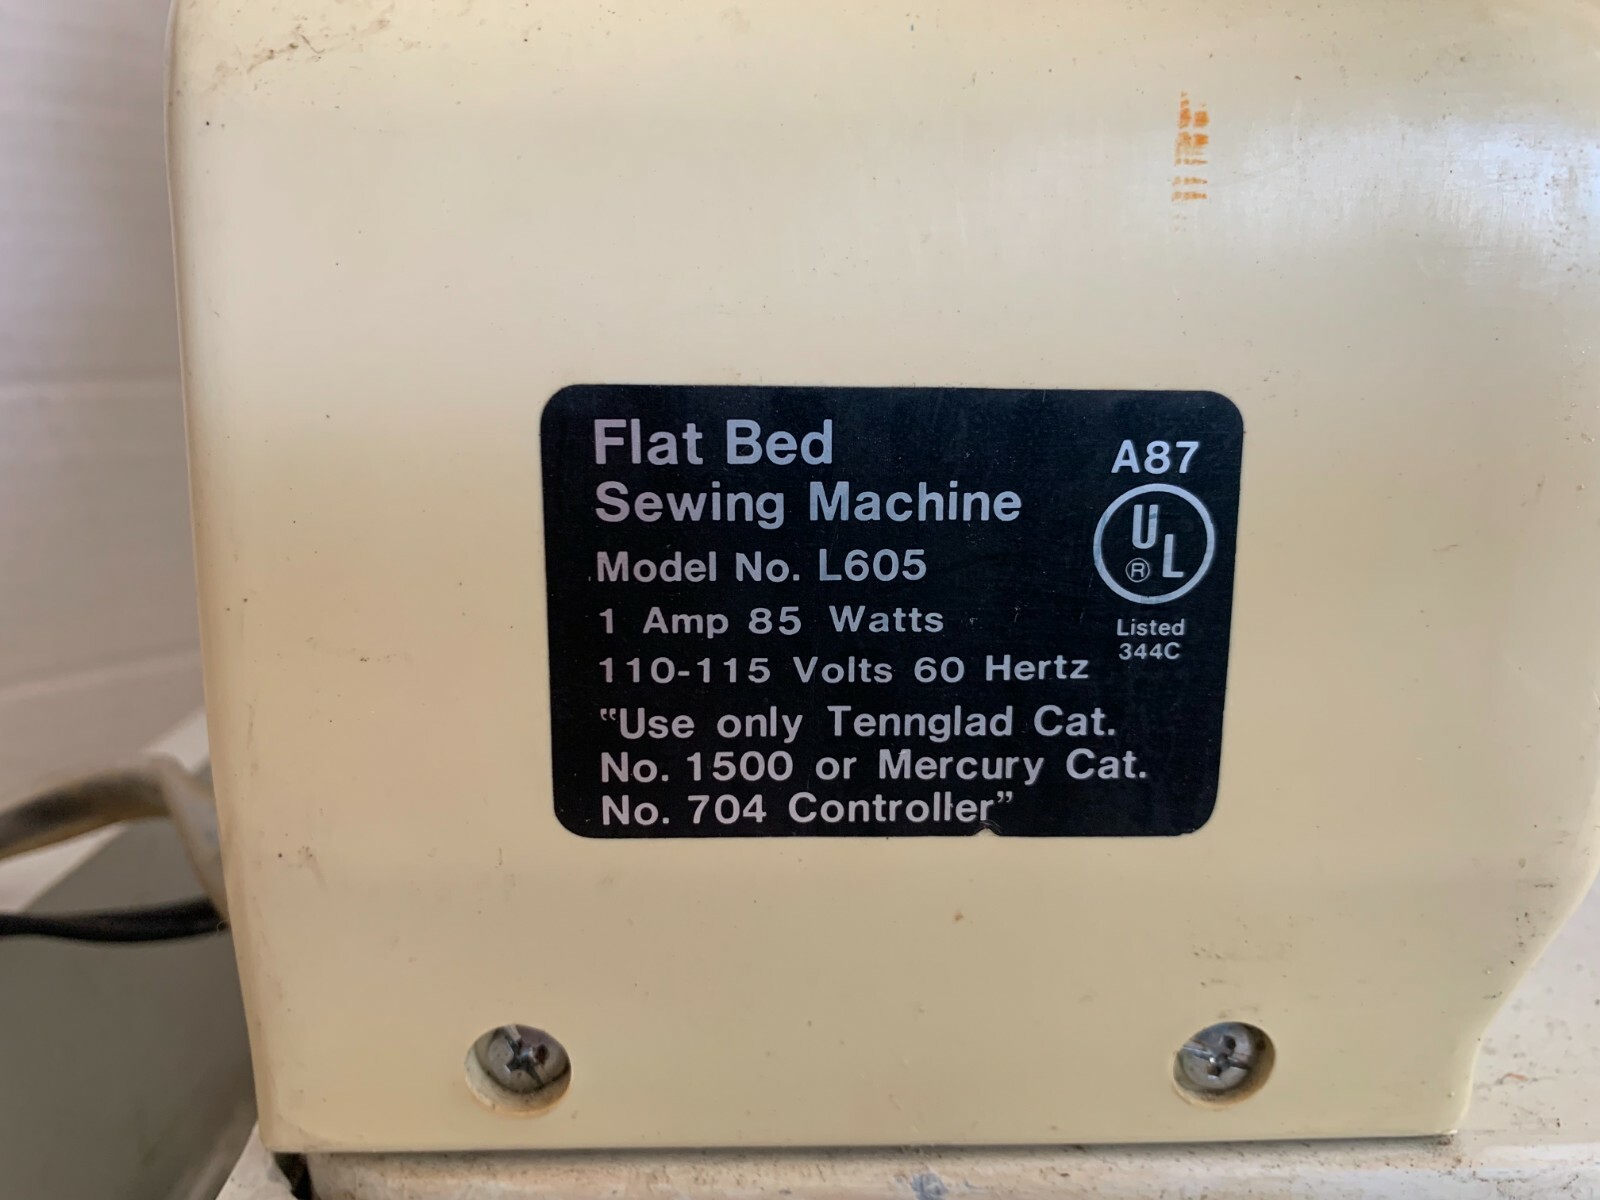 Flat Bed
Sewing Machine
Model No. L605
1 Amp 85 Watts
110-115 Volts 60 Hertz
"Use only Tennglad Cat.
No. 1500 or Mercury Cat.
No. 704 Controller"
A87
UL
®
Listed
344C